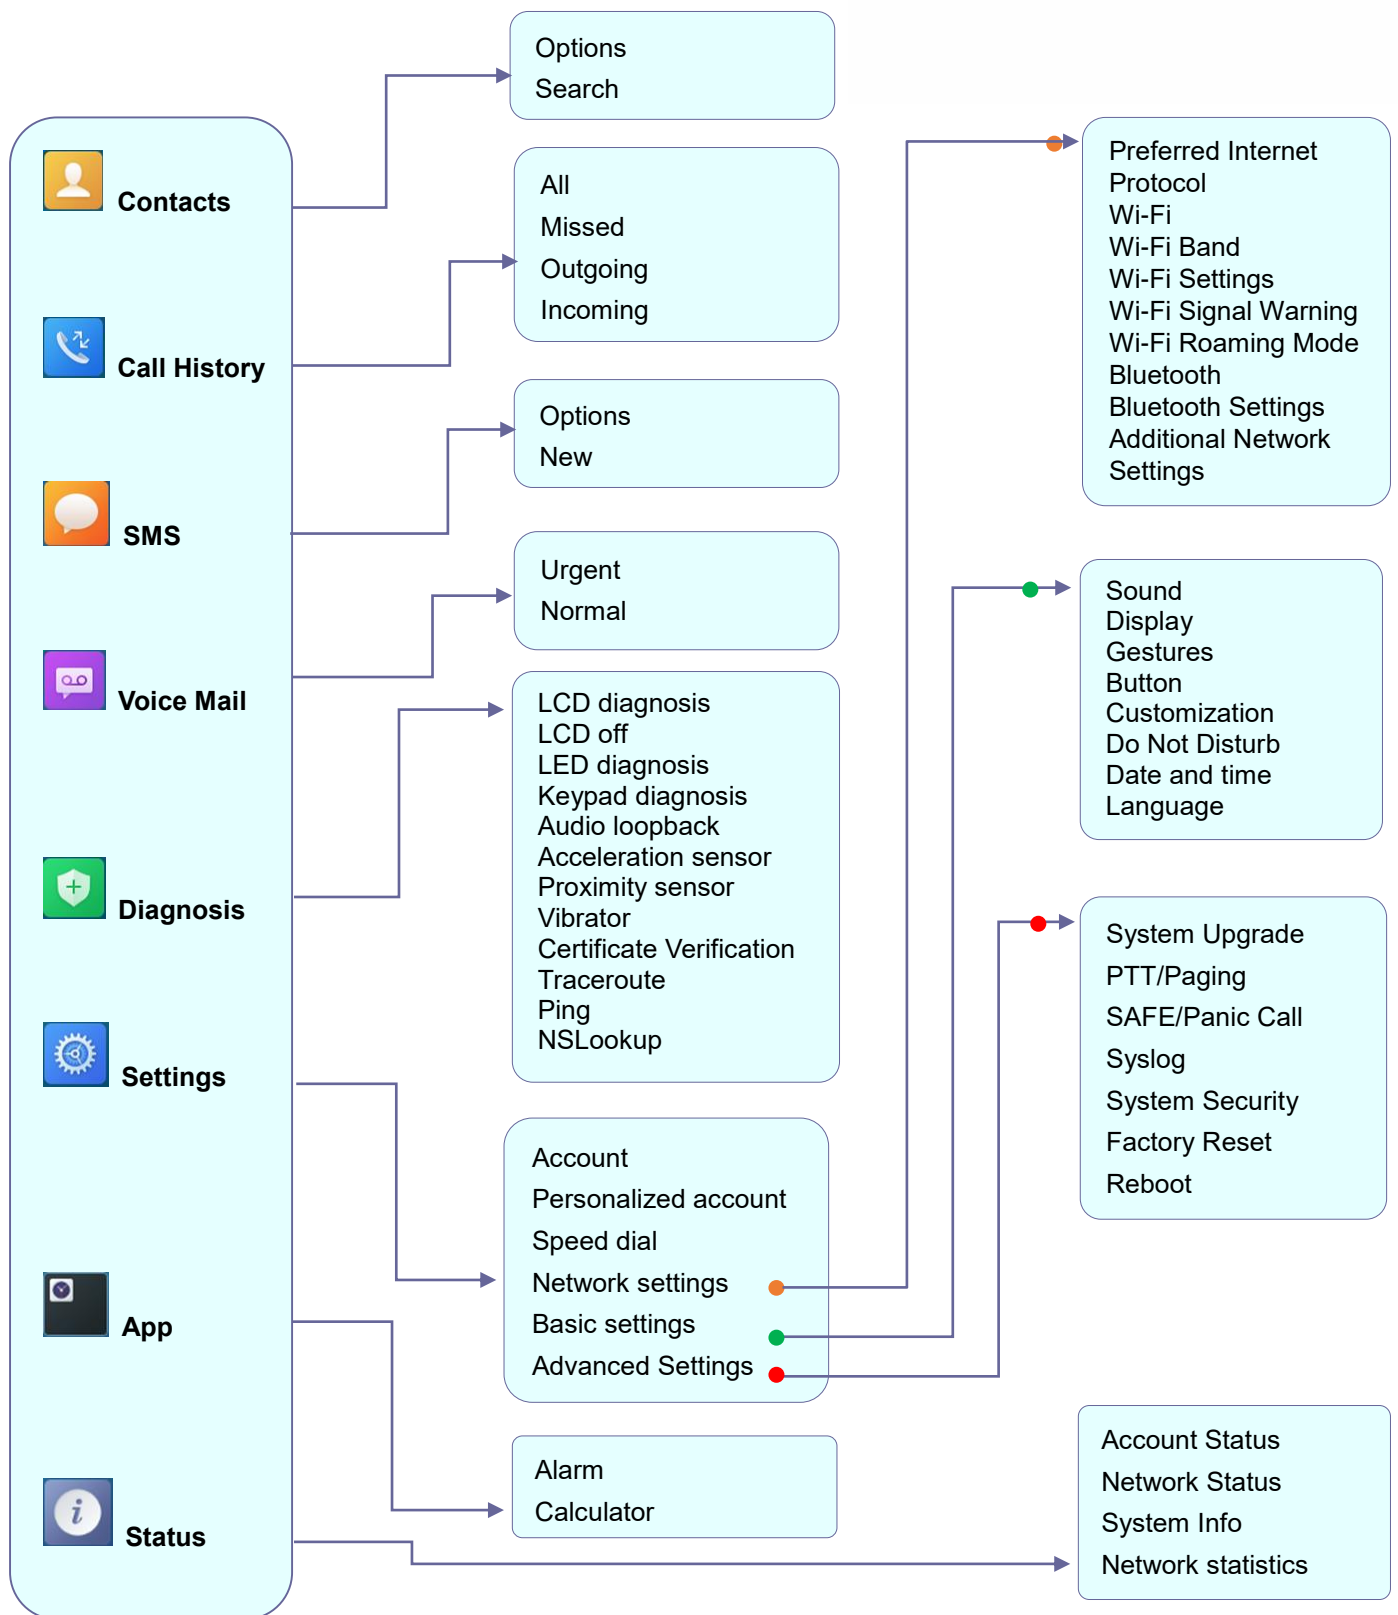 Contacts
Call History
SMS
Voice Mail
Diagnosis
Settings
App
Status
Options
Search
All
Missed
Outgoing
Incoming
Options
New
Urgent
Normal
LCD diagnosis
LCD off
LED diagnosis
Keypad diagnosis
Audio loopback
Acceleration sensor
Proximity sensor
Vibrator
Certificate Verification
Traceroute
Ping
NSLookup
Account
Personalized account
Speed dial
Network settings
Basic settings
Advanced Settings
Alarm
Calculator
Preferred Internet
Protocol
Wi-Fi
Wi-Fi Band
Wi-Fi Settings
Wi-Fi Signal Warning
Wi-Fi Roaming Mode
Bluetooth
Bluetooth Settings
Additional Network
Settings
Sound
Display
Gestures
Button
Customization
Do Not Disturb
Date and time
Language
System Upgrade
PTT/Paging
SAFE/Panic Call
Syslog
System Security
Factory Reset
Reboot
Account Status
Network Status
System Info
Network statistics